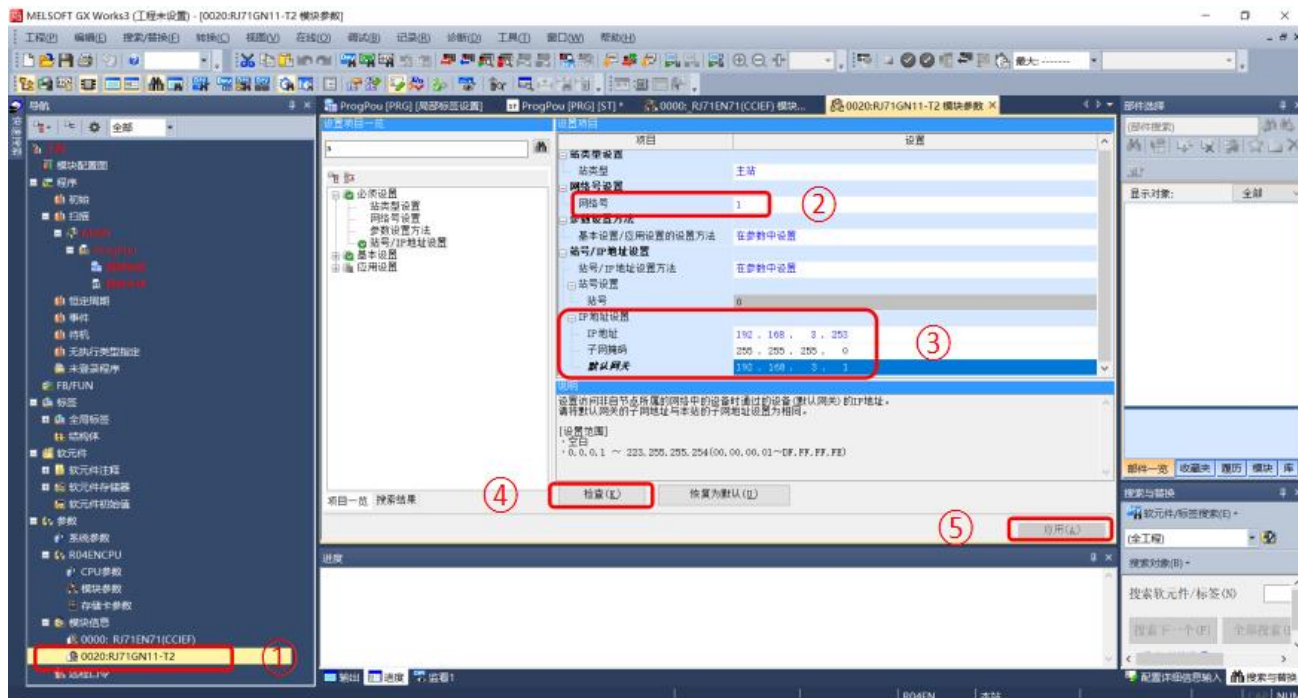 MELSOFT GX Works3 (工程未设置) - [0020:RJ71GN11-T2 模块参数]
工程(P) 编辑(E) 搜索/替换(F) 转换(C) 视图(V) 在线(O) 调试(B) 记录(R) 诊断(D) 工具(T) 窗口(W) 帮助(H)
最大:
导航
全部
模块配置图
程序
初始
扫描
ProgPou
恒定周期
事件
待机
无执行类型指定
未登录程序
FB/FUN
标签
全局标签
结构体
软元件
软元件注释
软元件存储器
软元件初始值
参数
系统参数
R04ENCPU
CPU参数
模块参数
存储卡参数
模块信息
0000: RJ71EN71(CCIEF)
0020:RJ71GN11-T2
①
远程口令
ProgPou [PRG] [局部标签设置]
ProgPou [PRG] [ST] *
0000: RJ71EN71(CCIEF) 模块...
0020:RJ71GN11-T2 模块参数
设置项目一览
必须设置
站类型设置
网络号设置
参数设置方法
站号/IP地址设置
基本设置
应用设置
项目一览 搜索结果
设置项目
项目 设置
站类型设置
站类型 主站
网络号设置
网络号 1
②
参数设置方法
基本设置/应用设置的设置方法 在参数中设置
站号/IP地址设置
站号/IP地址设置方法 在参数中设置
站号设置
站号 0
IP地址设置
IP地址 192 . 168 . 3 . 253
子网掩码 255 . 255 . 255 . 0
默认网关 192 . 168 . 3 . 1
③
说明
设置访问非自节点所属的网络中的设备时通过的设备(默认网关)的IP地址。
请将默认网关的子网地址与本站的子网地址设置为相同。
[设置范围]
·空白
·0.0.0.1 ~ 223.255.255.254(00.00.00.01~DF.FF.FF.FE)
④
检查(K) 恢复为默认(U)
⑤
应用(A)
进度
输出 进度 监看1
部件选择
(部件搜索)
显示对象: 全部
部件一览 收藏夹 履历 模块 库
搜索与替换
软元件/标签搜索(E)
(全工程)
搜索对象(B)
搜索软元件/标签(N)
搜索下一个(F) 全部搜索
配置详细信息输入 搜索与替换
R04EN 本站 CAP NUM